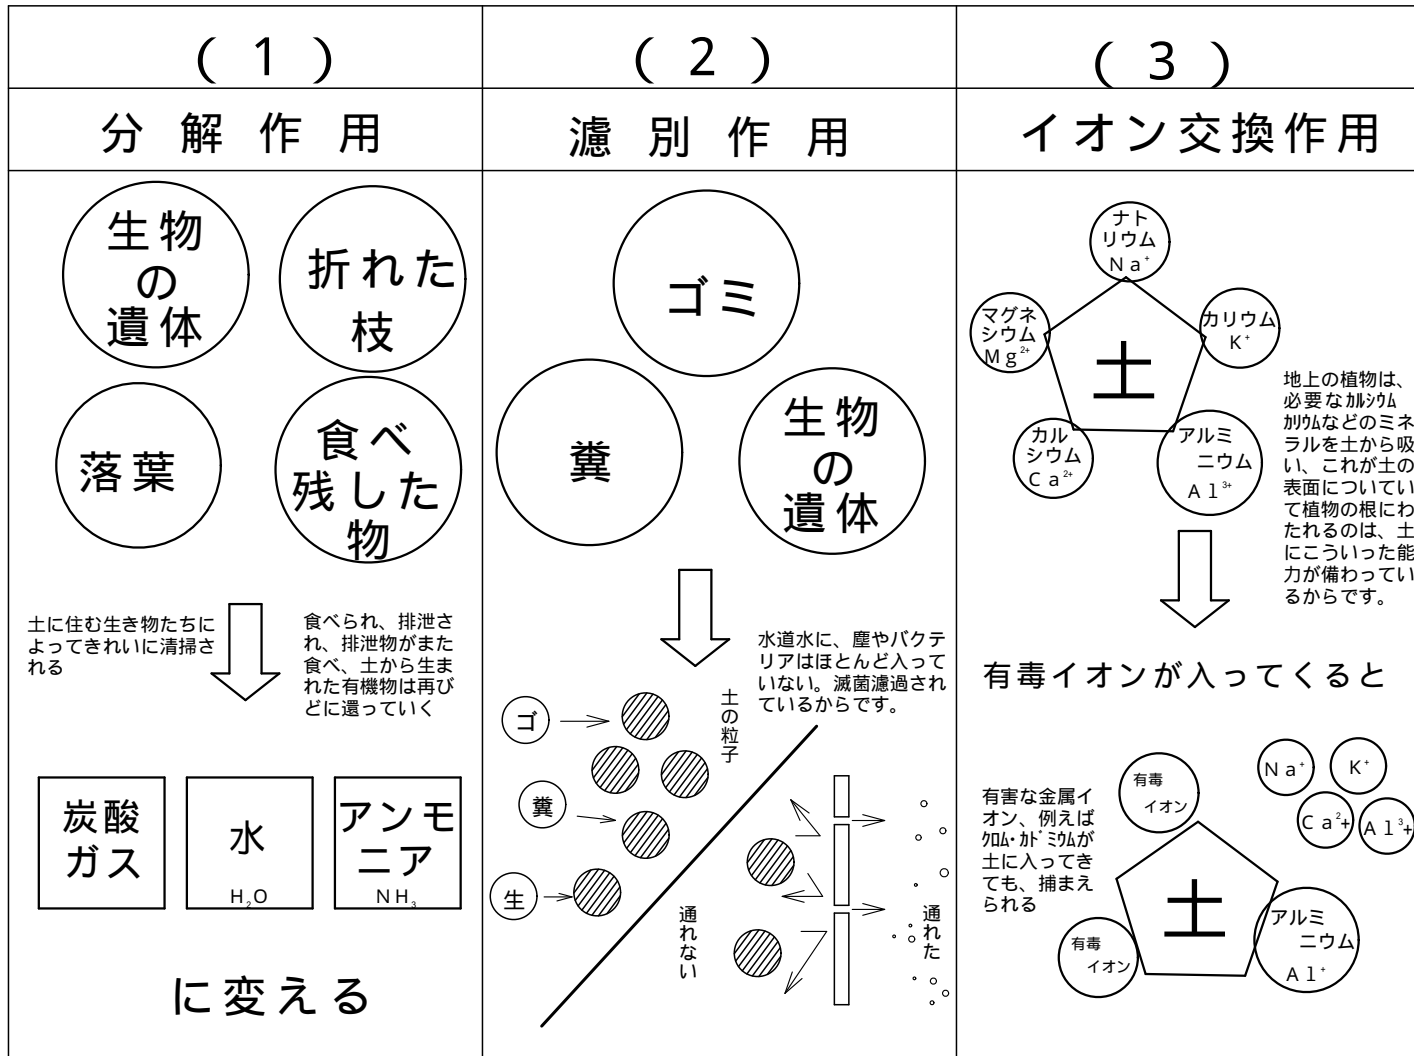 (１)
分解作用
生物
の
遺体
折れた
枝
落葉
食べ
残した
物
土に住む生き物たちに
よってきれいに清掃さ
れる
食べられ、排泄さ
れ、排泄物がまた
食べ、土から生ま
れた有機物は再び
どに還っていく
炭酸
ガス
水
H₂O
アンモ
ニア
NH₃
に変える
(２)
濾別作用
ゴミ
糞
生物
の
遺体
水道水に、塵やバクテ
リアはほとんど入って
いない。滅菌濾過され
ているからです。
土の粒子
ゴ
糞
生
通れない
通れた
(３)
イオン交換作用
ナト
リウム
Na⁺
マグネ
シウム
Mg²⁺
カリウム
K⁺
土
カル
シウム
Ca²⁺
アルミ
ニウム
Al³⁺
地上の植物は、
必要なｶﾙｼｳﾑ
ｶﾘｳﾑなどのミネ
ラルを土から吸
い、これが土の
表面についてい
て植物の根にわ
たれるのは、土
にこういった能
力が備わってい
るからです。
有毒イオンが入ってくると
有害な金属イ
オン、例えば
ｸﾛﾑ･ｶﾄﾞﾐｳﾑが
土に入ってき
ても、捕まえ
られる
有毒
イオン
Na⁺
K⁺
Ca²+
Al³+
土
有毒
イオン
アルミ
ニウム
Al⁺